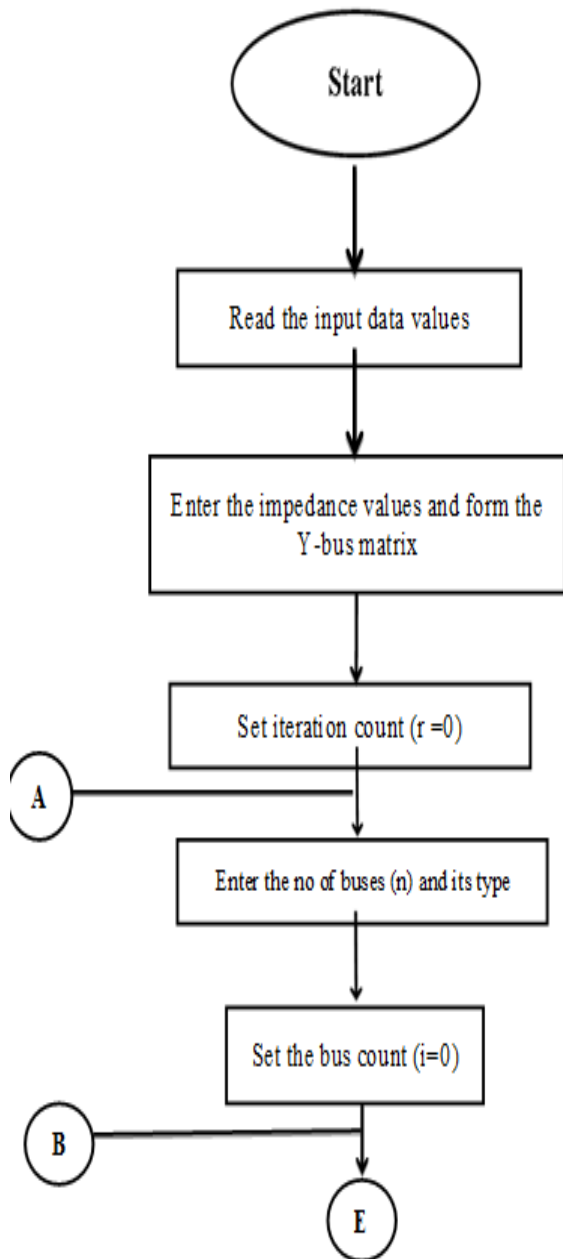 Start
Read the input data values
Enter the impedance values and form the
Y-bus matrix
Set iteration count (r =0)
A
Enter the no of buses (n) and its type
Set the bus count (i=0)
B
E